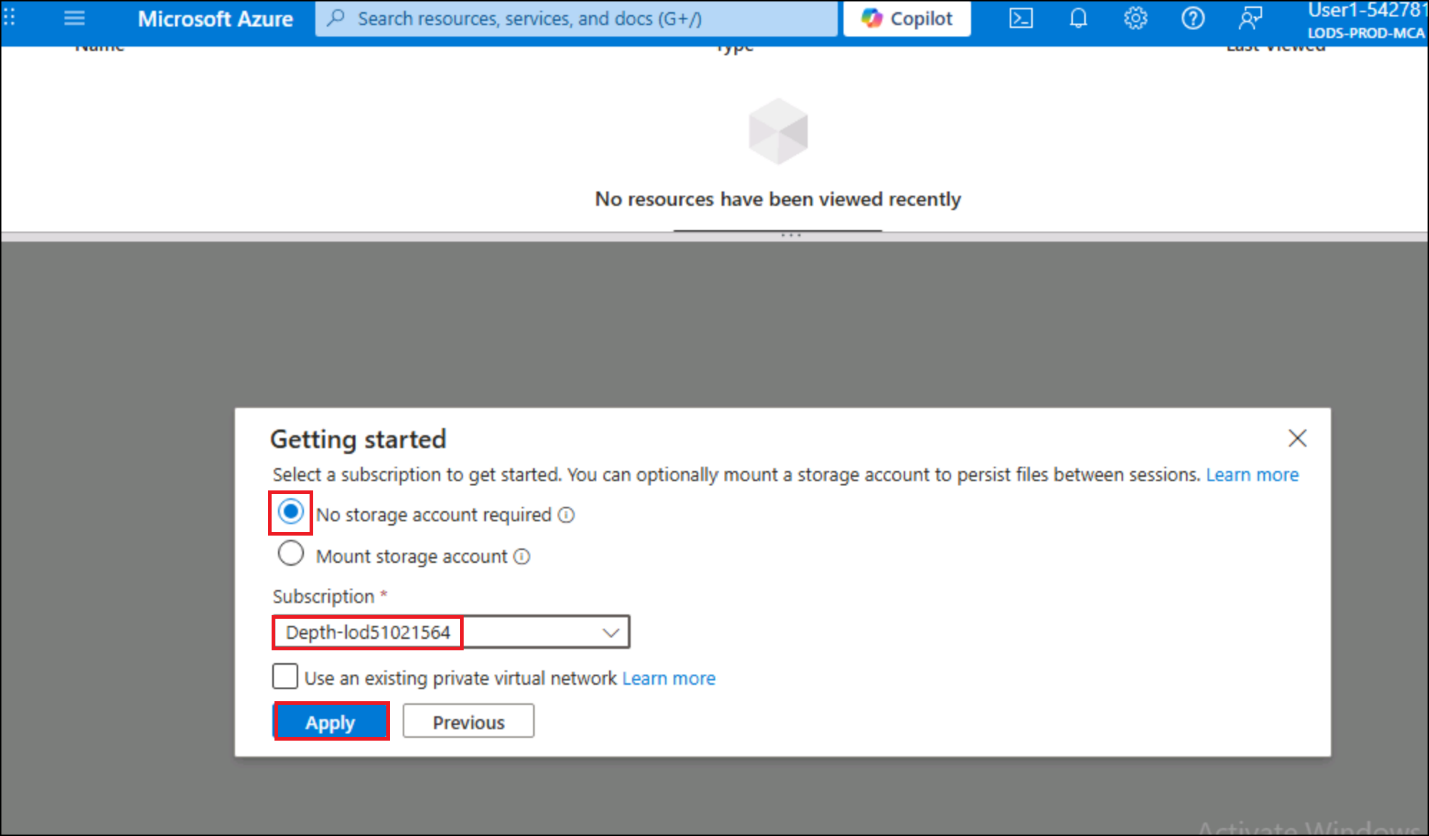 Microsoft Azure
Search resources, services, and docs (G+/)
Copilot
User1-542781
LODS-PROD-MCA
Name Type Last Viewed
No resources have been viewed recently
Getting started
Select a subscription to get started. You can optionally mount a storage account to persist files between sessions. Learn more
No storage account required
Mount storage account
Subscription *
Depth-lod51021564
Use an existing private virtual network Learn more
Apply Previous
Activate Windows